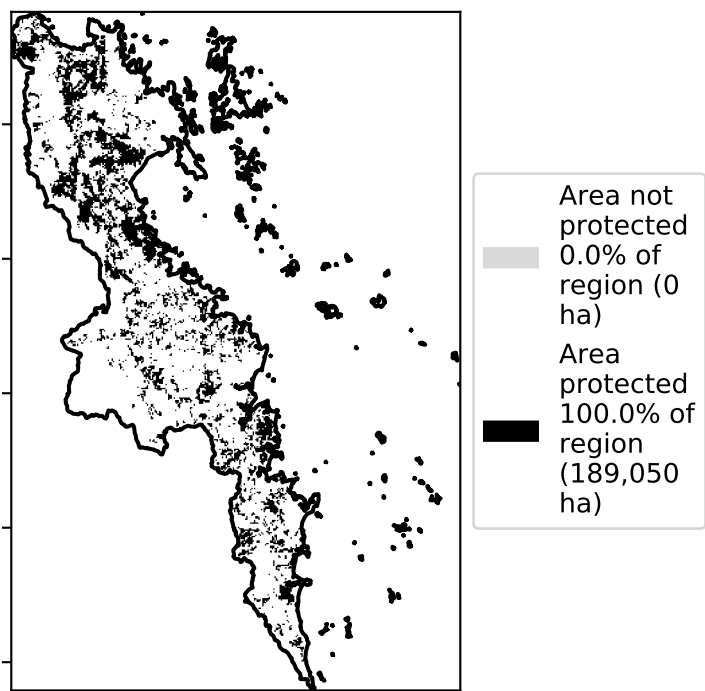 Area not
protected
0.0% of
region (0
ha)
Area
protected
100.0% of
region
(189,050
ha)